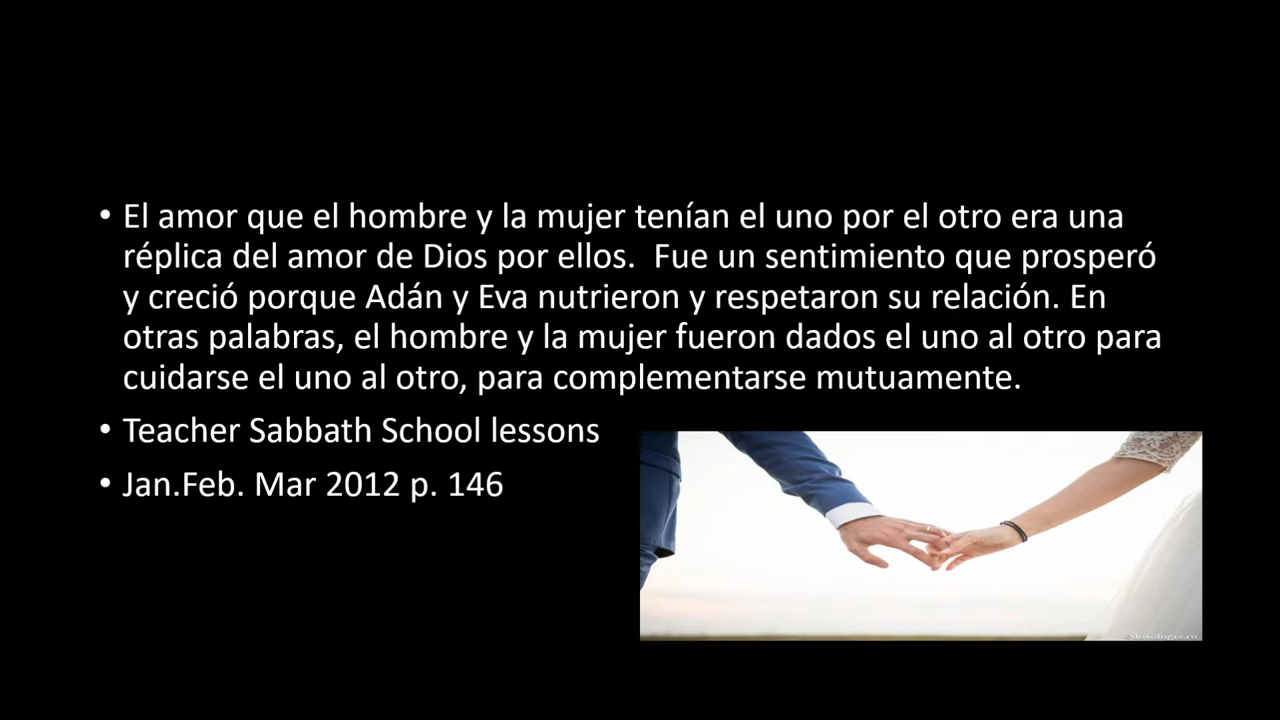 • El amor que el hombre y la mujer tenían el uno por el otro era una
réplica del amor de Dios por ellos.  Fue un sentimiento que prosperó
y creció porque Adán y Eva nutrieron y respetaron su relación. En
otras palabras, el hombre y la mujer fueron dados el uno al otro para
cuidarse el uno al otro, para complementarse mutuamente.
• Teacher Sabbath School lessons
• Jan.Feb. Mar 2012 p. 146